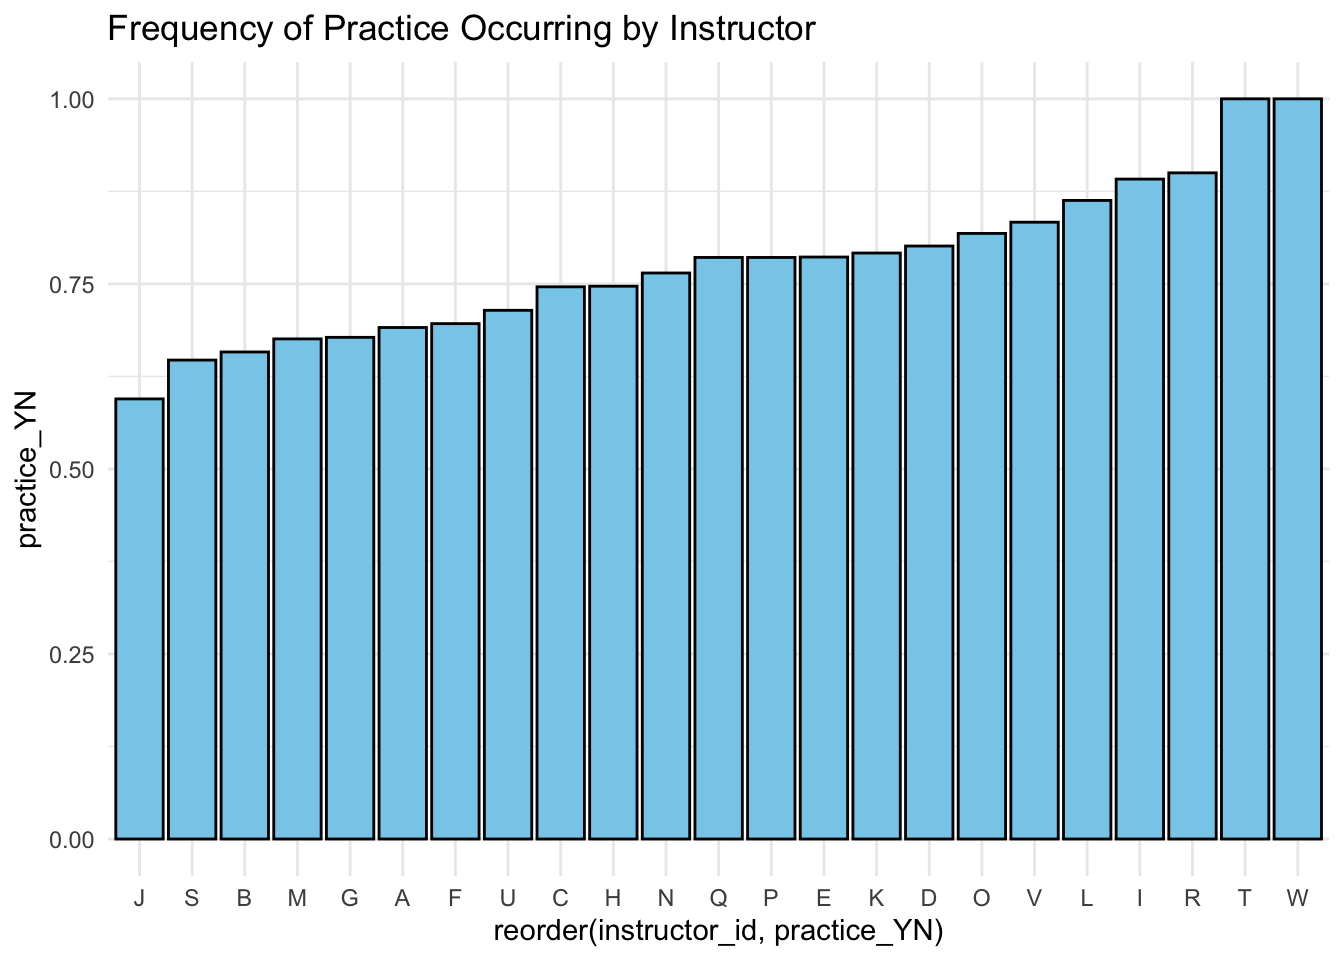 Frequency of Practice Occurring by Instructor
practice_YN
1.00
0.75
0.50
0.25
0.00
J S B M G A F U C H N Q P E K D O V L I R T W
reorder(instructor_id, practice_YN)